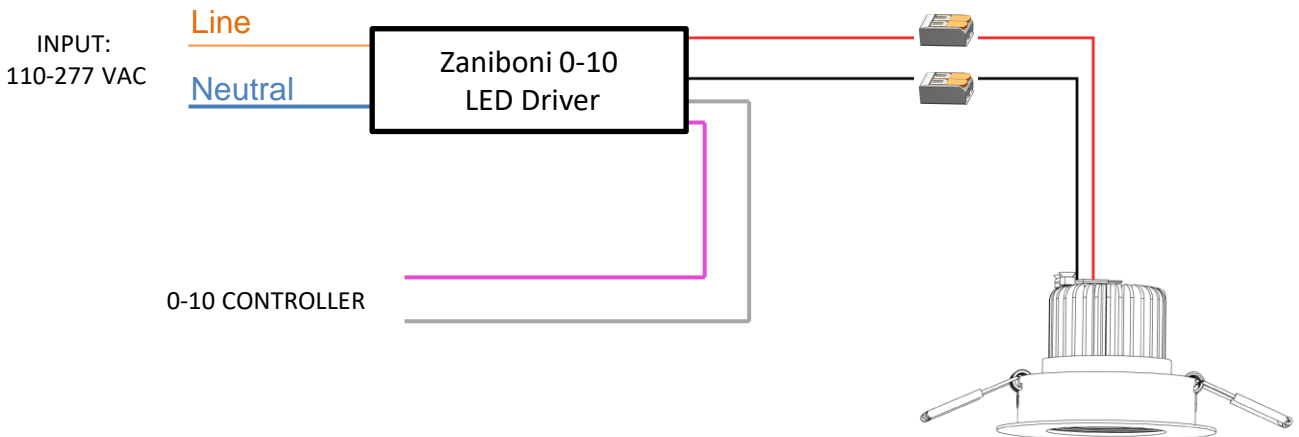 Line
INPUT:
110-277 VAC
Neutral
Zaniboni 0-10
LED Driver
0-10 CONTROLLER